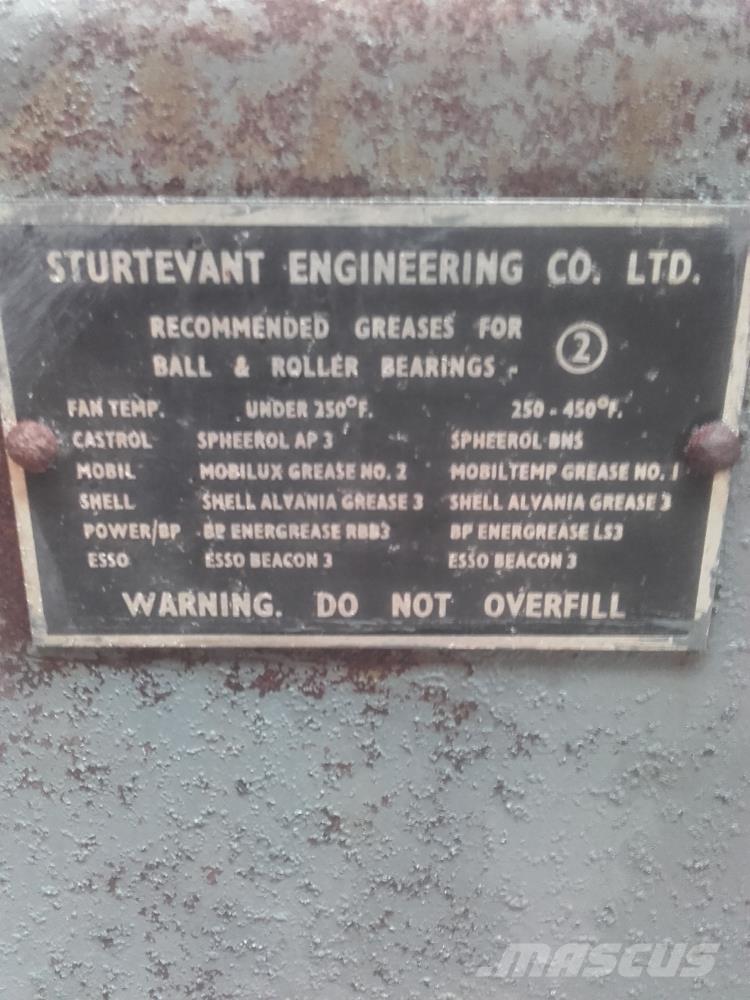 STURTEVANT ENGINEERING CO. LTD.
RECOMMENDED GREASES FOR
BALL & ROLLER BEARINGS - ②
FAN TEMP. UNDER 250°F. 250 - 450°F.
CASTROL SPHEEROL AP 3 SPHEEROL BNS
MOBIL MOBILUX GREASE NO. 2 MOBILTEMP GREASE NO. 1
SHELL SHELL ALVANIA GREASE 3 SHELL ALVANIA GREASE 3
POWER/BP BP ENERGREASE RBB3 BP ENERGREASE LS3
ESSO ESSO BEACON 3 ESSO BEACON 3
WARNING. DO NOT OVERFILL
MASCUS